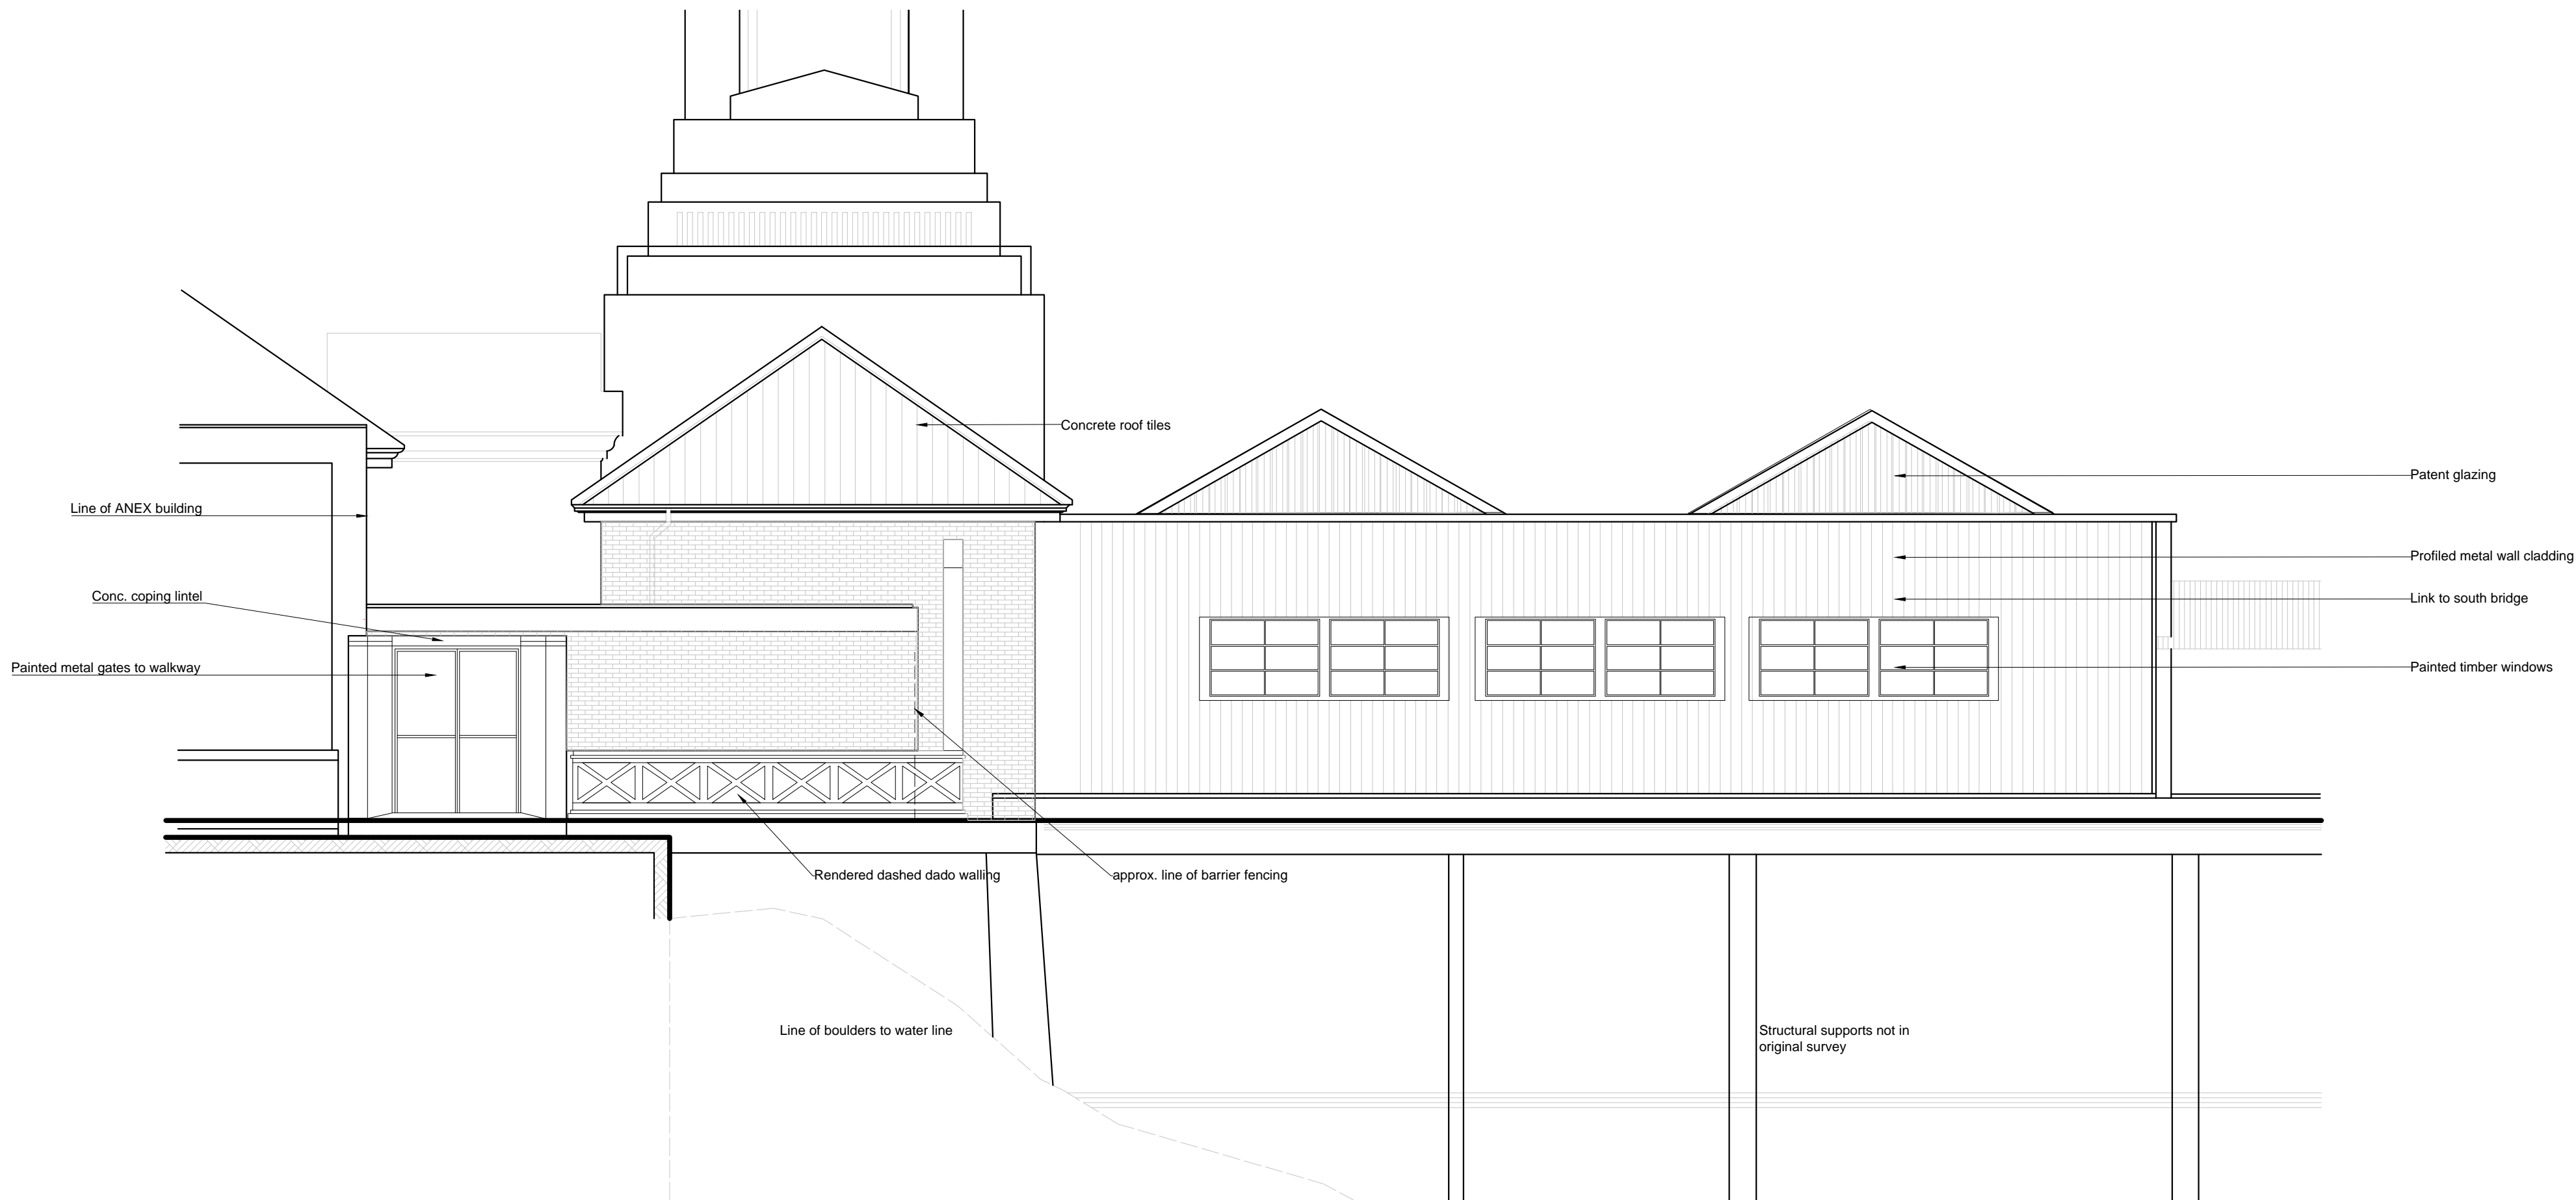 Concrete roof tiles
Patent glazing
Line of ANEX building
Profiled metal wall cladding
Conc. coping lintel
Link to south bridge
Painted metal gates to walkway
Painted timber windows
Rendered dashed dado walling
approx. line of barrier fencing
Line of boulders to water line
Structural supports not in
original survey